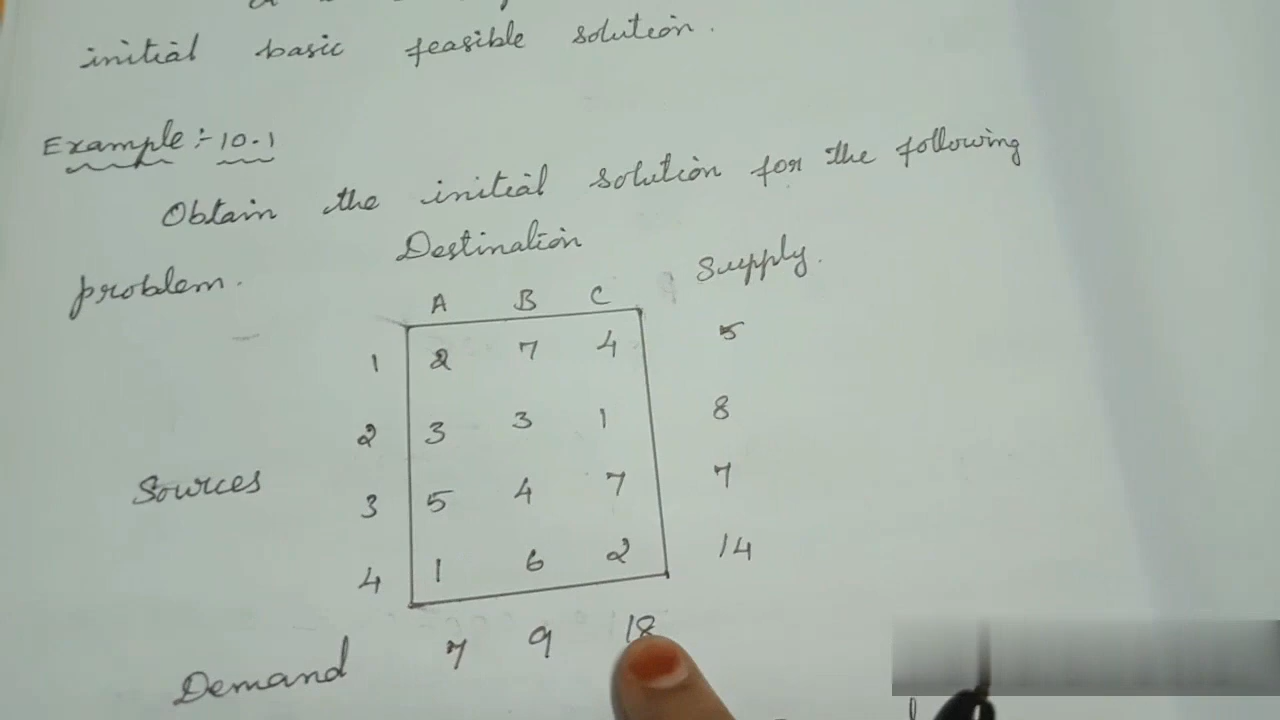 initial basic feasible solution.
Example:- 10.1
Obtain the initial solution for the following
problem.
Destination Supply.
A B C
1 2 7 4 5
2 3 3 1 8
Sources
3 5 4 7 7
4 1 6 2 14
Demand 7 9 18